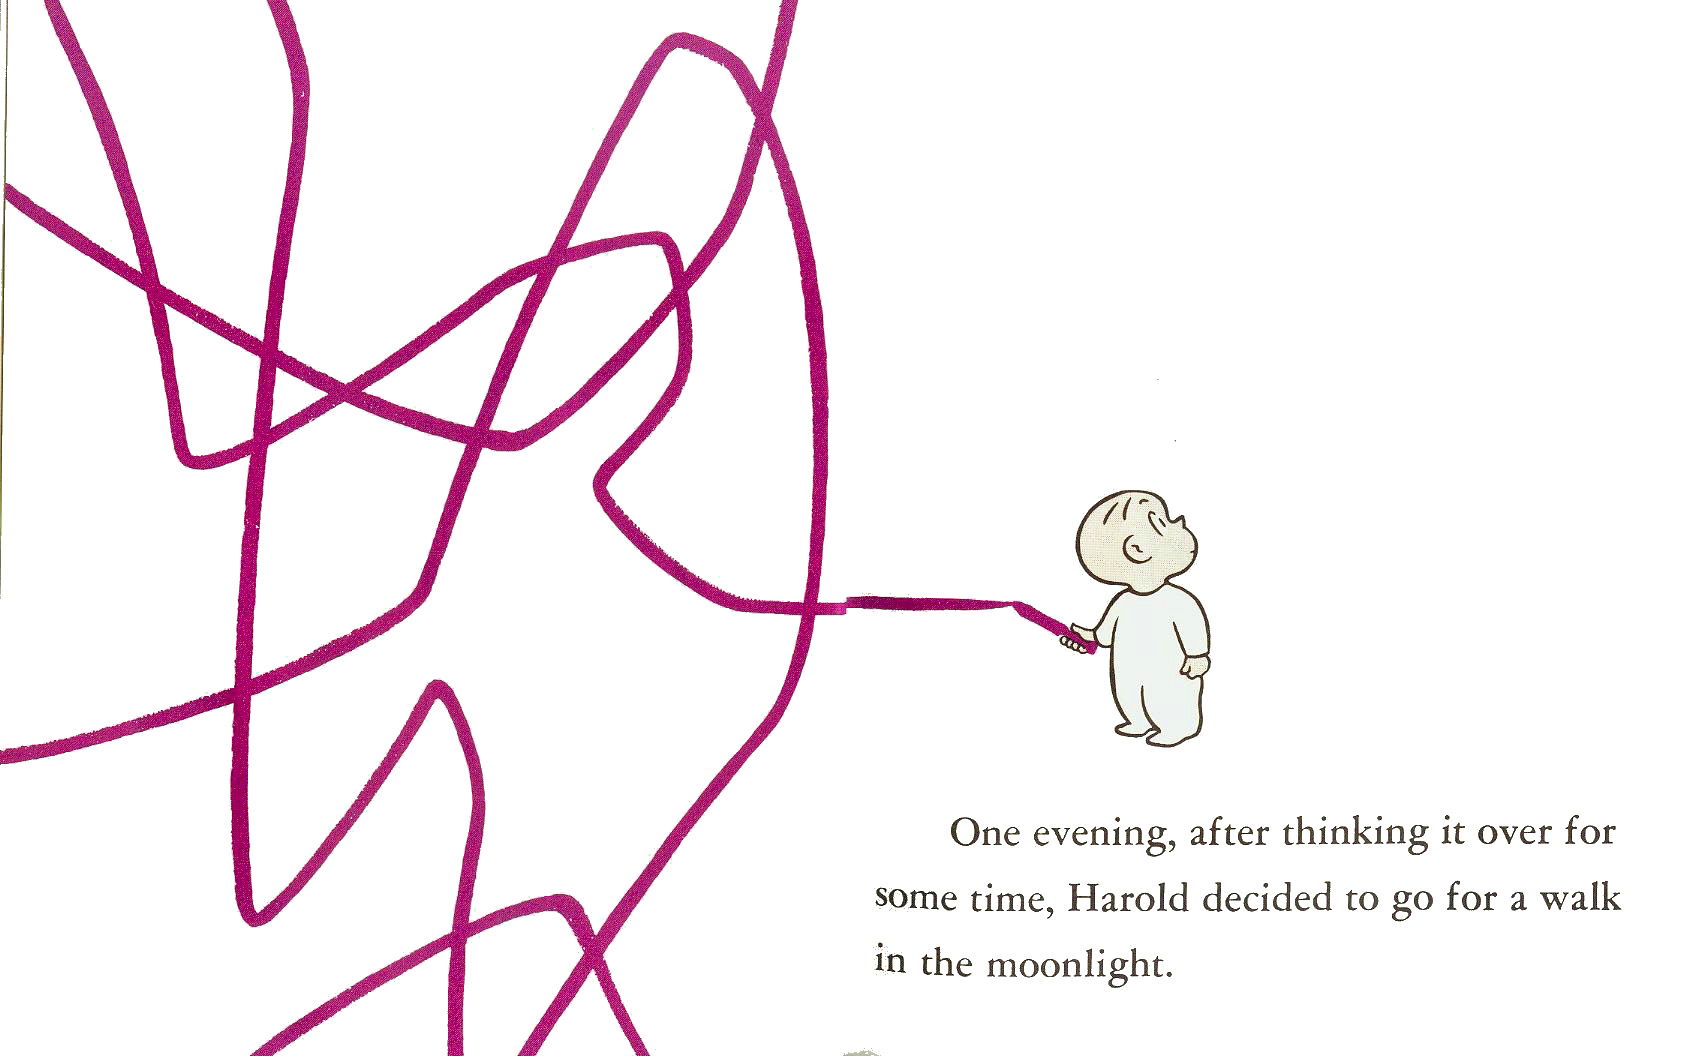 One evening, after thinking it over for
some time, Harold decided to go for a walk
in the moonlight.